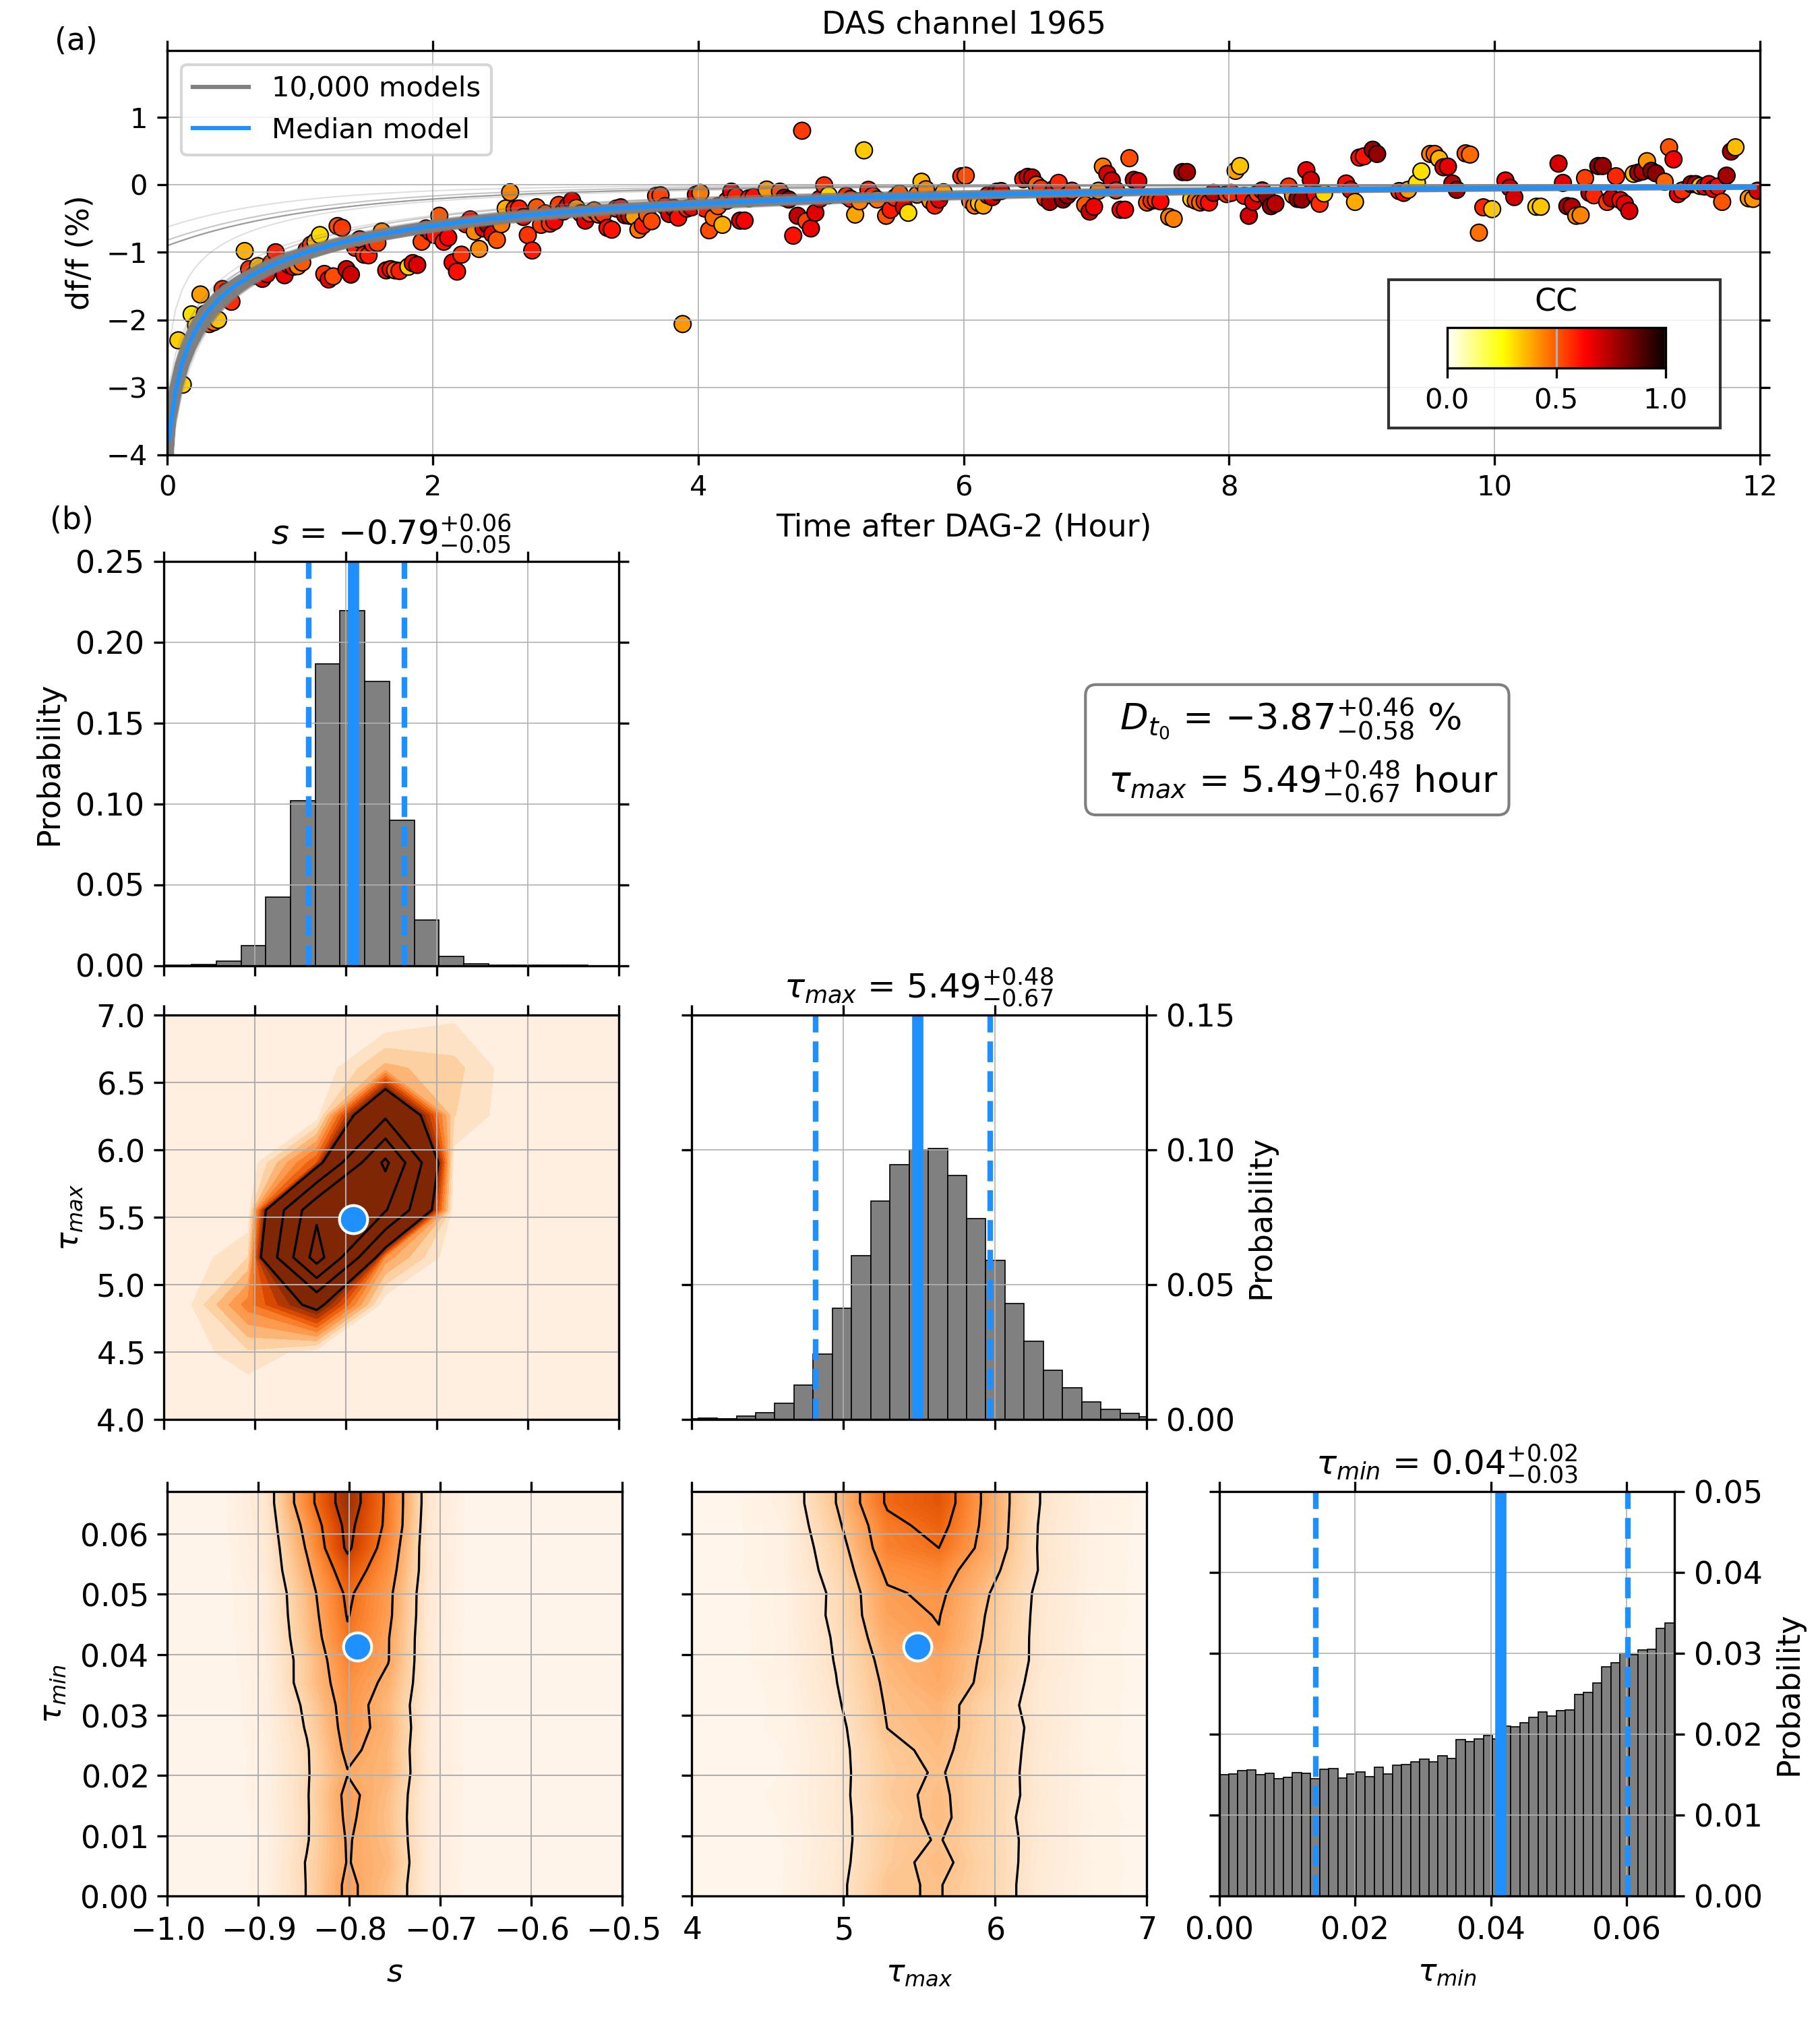 DAS channel 1965
(a)
10,000 models
Median model
df/f (%)
1
0
−1
−2
−3
−4
CC
0.0 0.5 1.0
0 2 4 6 8 10 12
Time after DAG-2 (Hour)
(b)
s = −0.79 +0.06 −0.05
Probability
0.25
0.20
0.15
0.10
0.05
0.00
D_t₀ = −3.87 +0.46 −0.58 %
τ_max = 5.49 +0.48 −0.67 hour
τ_max
7.0
6.5
6.0
5.5
5.0
4.5
4.0
τ_max = 5.49 +0.48 −0.67
0.15
0.10
0.05
0.00
Probability
τ_min
0.06
0.05
0.04
0.03
0.02
0.01
0.00
−1.0 −0.9 −0.8 −0.7 −0.6 −0.5
s
4 5 6 7
τ_max
τ_min = 0.04 +0.02 −0.03
0.05
0.04
0.03
0.02
0.01
0.00
Probability
0.00 0.02 0.04 0.06
τ_min